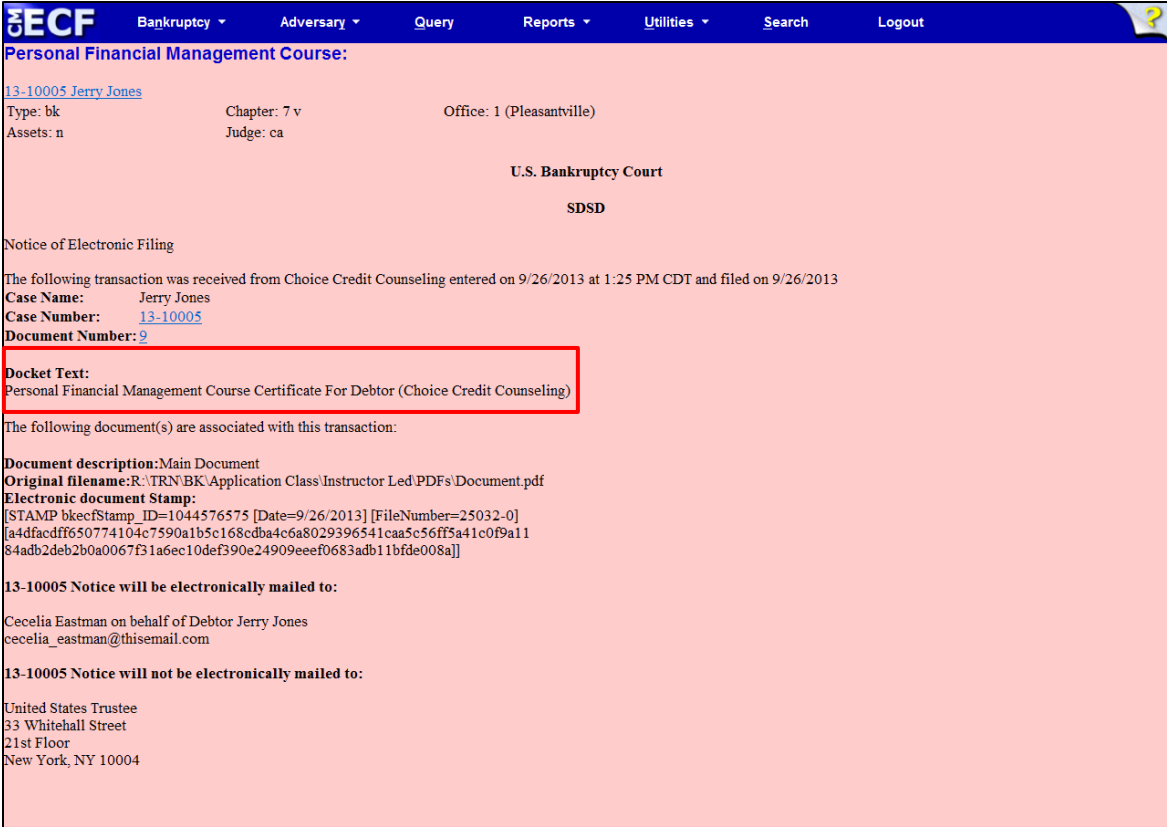 CM ECF Bankruptcy Adversary Query Reports Utilities Search Logout ?
Personal Financial Management Course:
13-10005 Jerry Jones
Type: bk Chapter: 7 v Office: 1 (Pleasantville)
Assets: n Judge: ca
U.S. Bankruptcy Court
SDSD
Notice of Electronic Filing
The following transaction was received from Choice Credit Counseling entered on 9/26/2013 at 1:25 PM CDT and filed on 9/26/2013
Case Name: Jerry Jones
Case Number: 13-10005
Document Number: 9
Docket Text:
Personal Financial Management Course Certificate For Debtor (Choice Credit Counseling)
The following document(s) are associated with this transaction:
Document description:Main Document
Original filename:R:\TRN\BK\Application Class\Instructor Led\PDFs\Document.pdf
Electronic document Stamp:
[STAMP bkecfStamp_ID=1044576575 [Date=9/26/2013] [FileNumber=25032-0]
[a4dfacdff650774104c7590a1b5c168cdba4c6a8029396541caa5c56ff5a41c0f9a11
84adb2deb2b0a0067f31a6ec10def390e24909eeef0683adb11bfde008a]]
13-10005 Notice will be electronically mailed to:
Cecelia Eastman on behalf of Debtor Jerry Jones
cecelia_eastman@thisemail.com
13-10005 Notice will not be electronically mailed to:
United States Trustee
33 Whitehall Street
21st Floor
New York, NY 10004